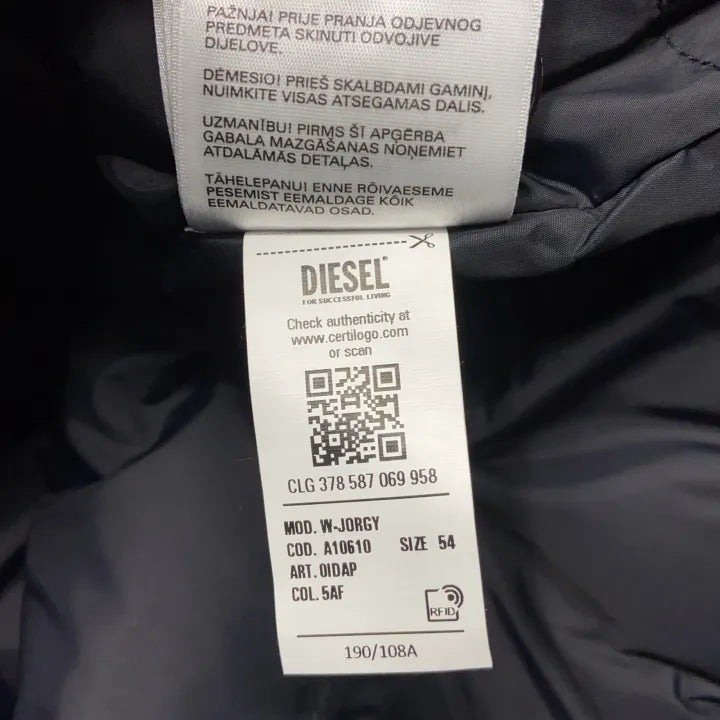 PAŽNJA! PRIJE PRANJA ODJEVNOG
PREDMETA SKINUTI ODVOJIVE
DIJELOVE.
DĖMESIO! PRIEŠ SKALBDAMI GAMINĮ,
NUIMKITE VISAS ATSEGAMAS DALIS.
UZMANĪBU! PIRMS ŠĪ APĢĒRBA
GABALA MAZGĀŠANAS NOŅEMIET
ATDALĀMĀS DETAĻAS.
TÄHELEPANU! ENNE RÕIVAESEME
PESEMIST EEMALDAGE KÕIK
EEMALDATAVAD OSAD.
DIESEL®
FOR SUCCESSFUL LIVING
Check authenticity at
www.certilogo.com
or scan
CLG 378 587 069 958
MOD. W-JORGY
COD. A10610 SIZE 54
ART. 0IDAP
COL. 5AF
RFID
190/108A